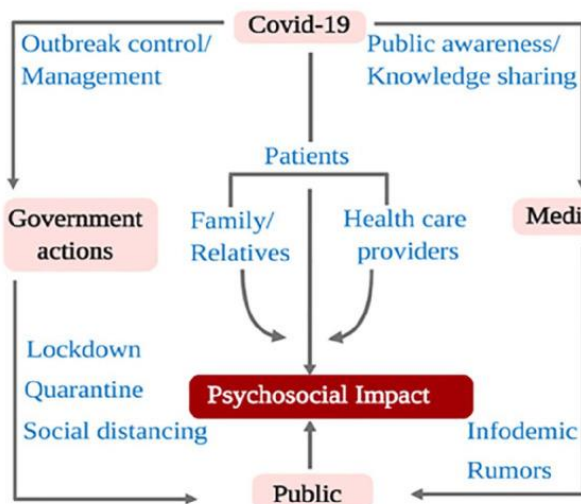 Covid-19
Outbreak control/
Management
Public awareness/
Knowledge sharing
Patients
Government
actions
Family/
Relatives
Health care
providers
Medi
Lockdown
Quarantine
Social distancing
Psychosocial Impact
Infodemic
Rumors
Public